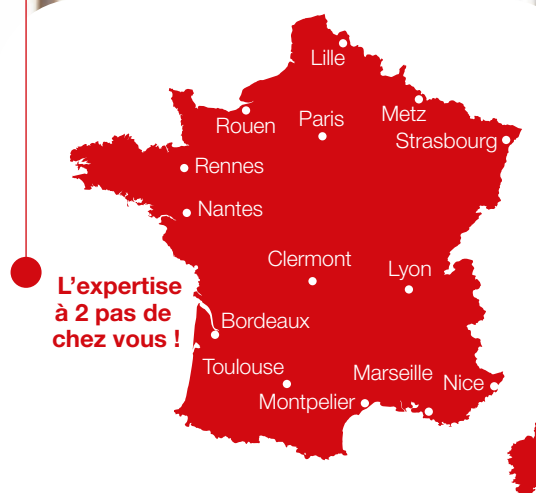 Lille
Metz
Rouen
Paris
Strasbourg
Rennes
Nantes
Clermont
Lyon
L’expertise
à 2 pas de
chez vous !
Bordeaux
Toulouse
Marseille
Nice
Montpelier